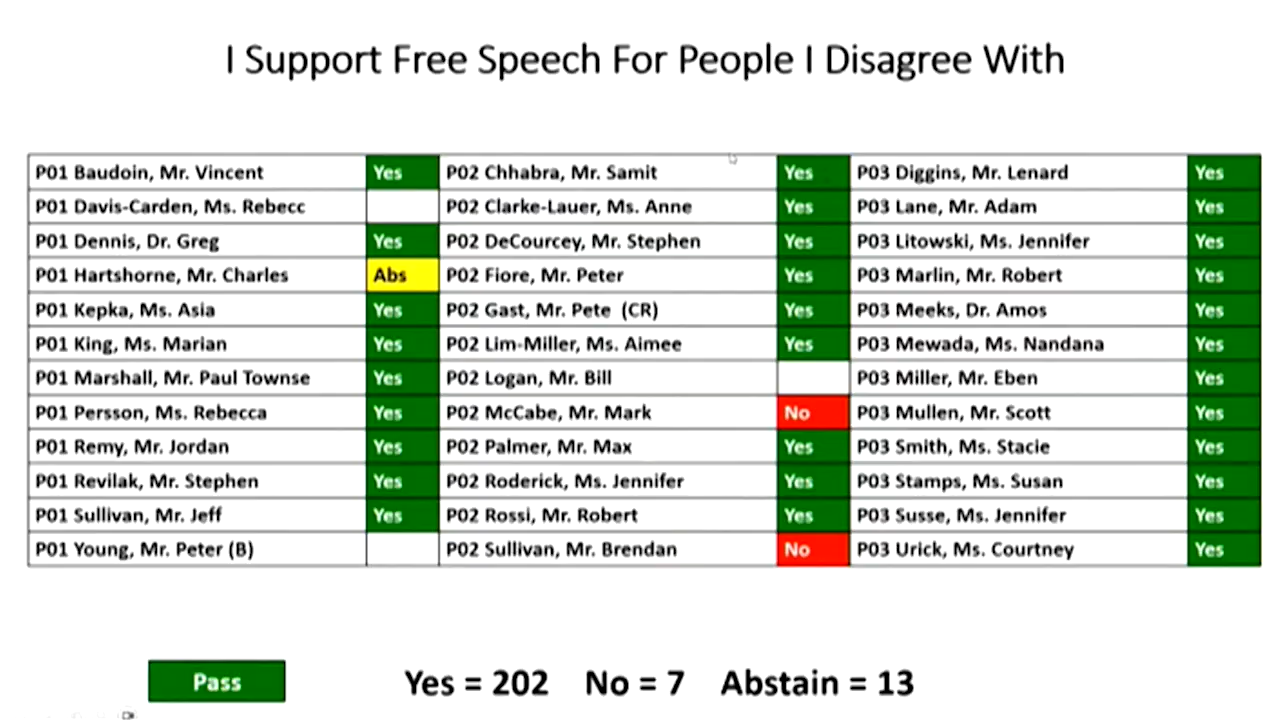 I Support Free Speech For People I Disagree With
P01 Baudoin, Mr. Vincent Yes P02 Chhabra, Mr. Samit Yes P03 Diggins, Mr. Lenard Yes
P01 Davis-Carden, Ms. Rebecc P02 Clarke-Lauer, Ms. Anne Yes P03 Lane, Mr. Adam Yes
P01 Dennis, Dr. Greg Yes P02 DeCourcey, Mr. Stephen Yes P03 Litowski, Ms. Jennifer Yes
P01 Hartshorne, Mr. Charles Abs P02 Fiore, Mr. Peter Yes P03 Marlin, Mr. Robert Yes
P01 Kepka, Ms. Asia Yes P02 Gast, Mr. Pete (CR) Yes P03 Meeks, Dr. Amos Yes
P01 King, Ms. Marian Yes P02 Lim-Miller, Ms. Aimee Yes P03 Mewada, Ms. Nandana Yes
P01 Marshall, Mr. Paul Townse Yes P02 Logan, Mr. Bill P03 Miller, Mr. Eben Yes
P01 Persson, Ms. Rebecca Yes P02 McCabe, Mr. Mark No P03 Mullen, Mr. Scott Yes
P01 Remy, Mr. Jordan Yes P02 Palmer, Mr. Max Yes P03 Smith, Ms. Stacie Yes
P01 Revilak, Mr. Stephen Yes P02 Roderick, Ms. Jennifer Yes P03 Stamps, Ms. Susan Yes
P01 Sullivan, Mr. Jeff Yes P02 Rossi, Mr. Robert Yes P03 Susse, Ms. Jennifer Yes
P01 Young, Mr. Peter (B) P02 Sullivan, Mr. Brendan No P03 Urick, Ms. Courtney Yes
Pass Yes = 202 No = 7 Abstain = 13